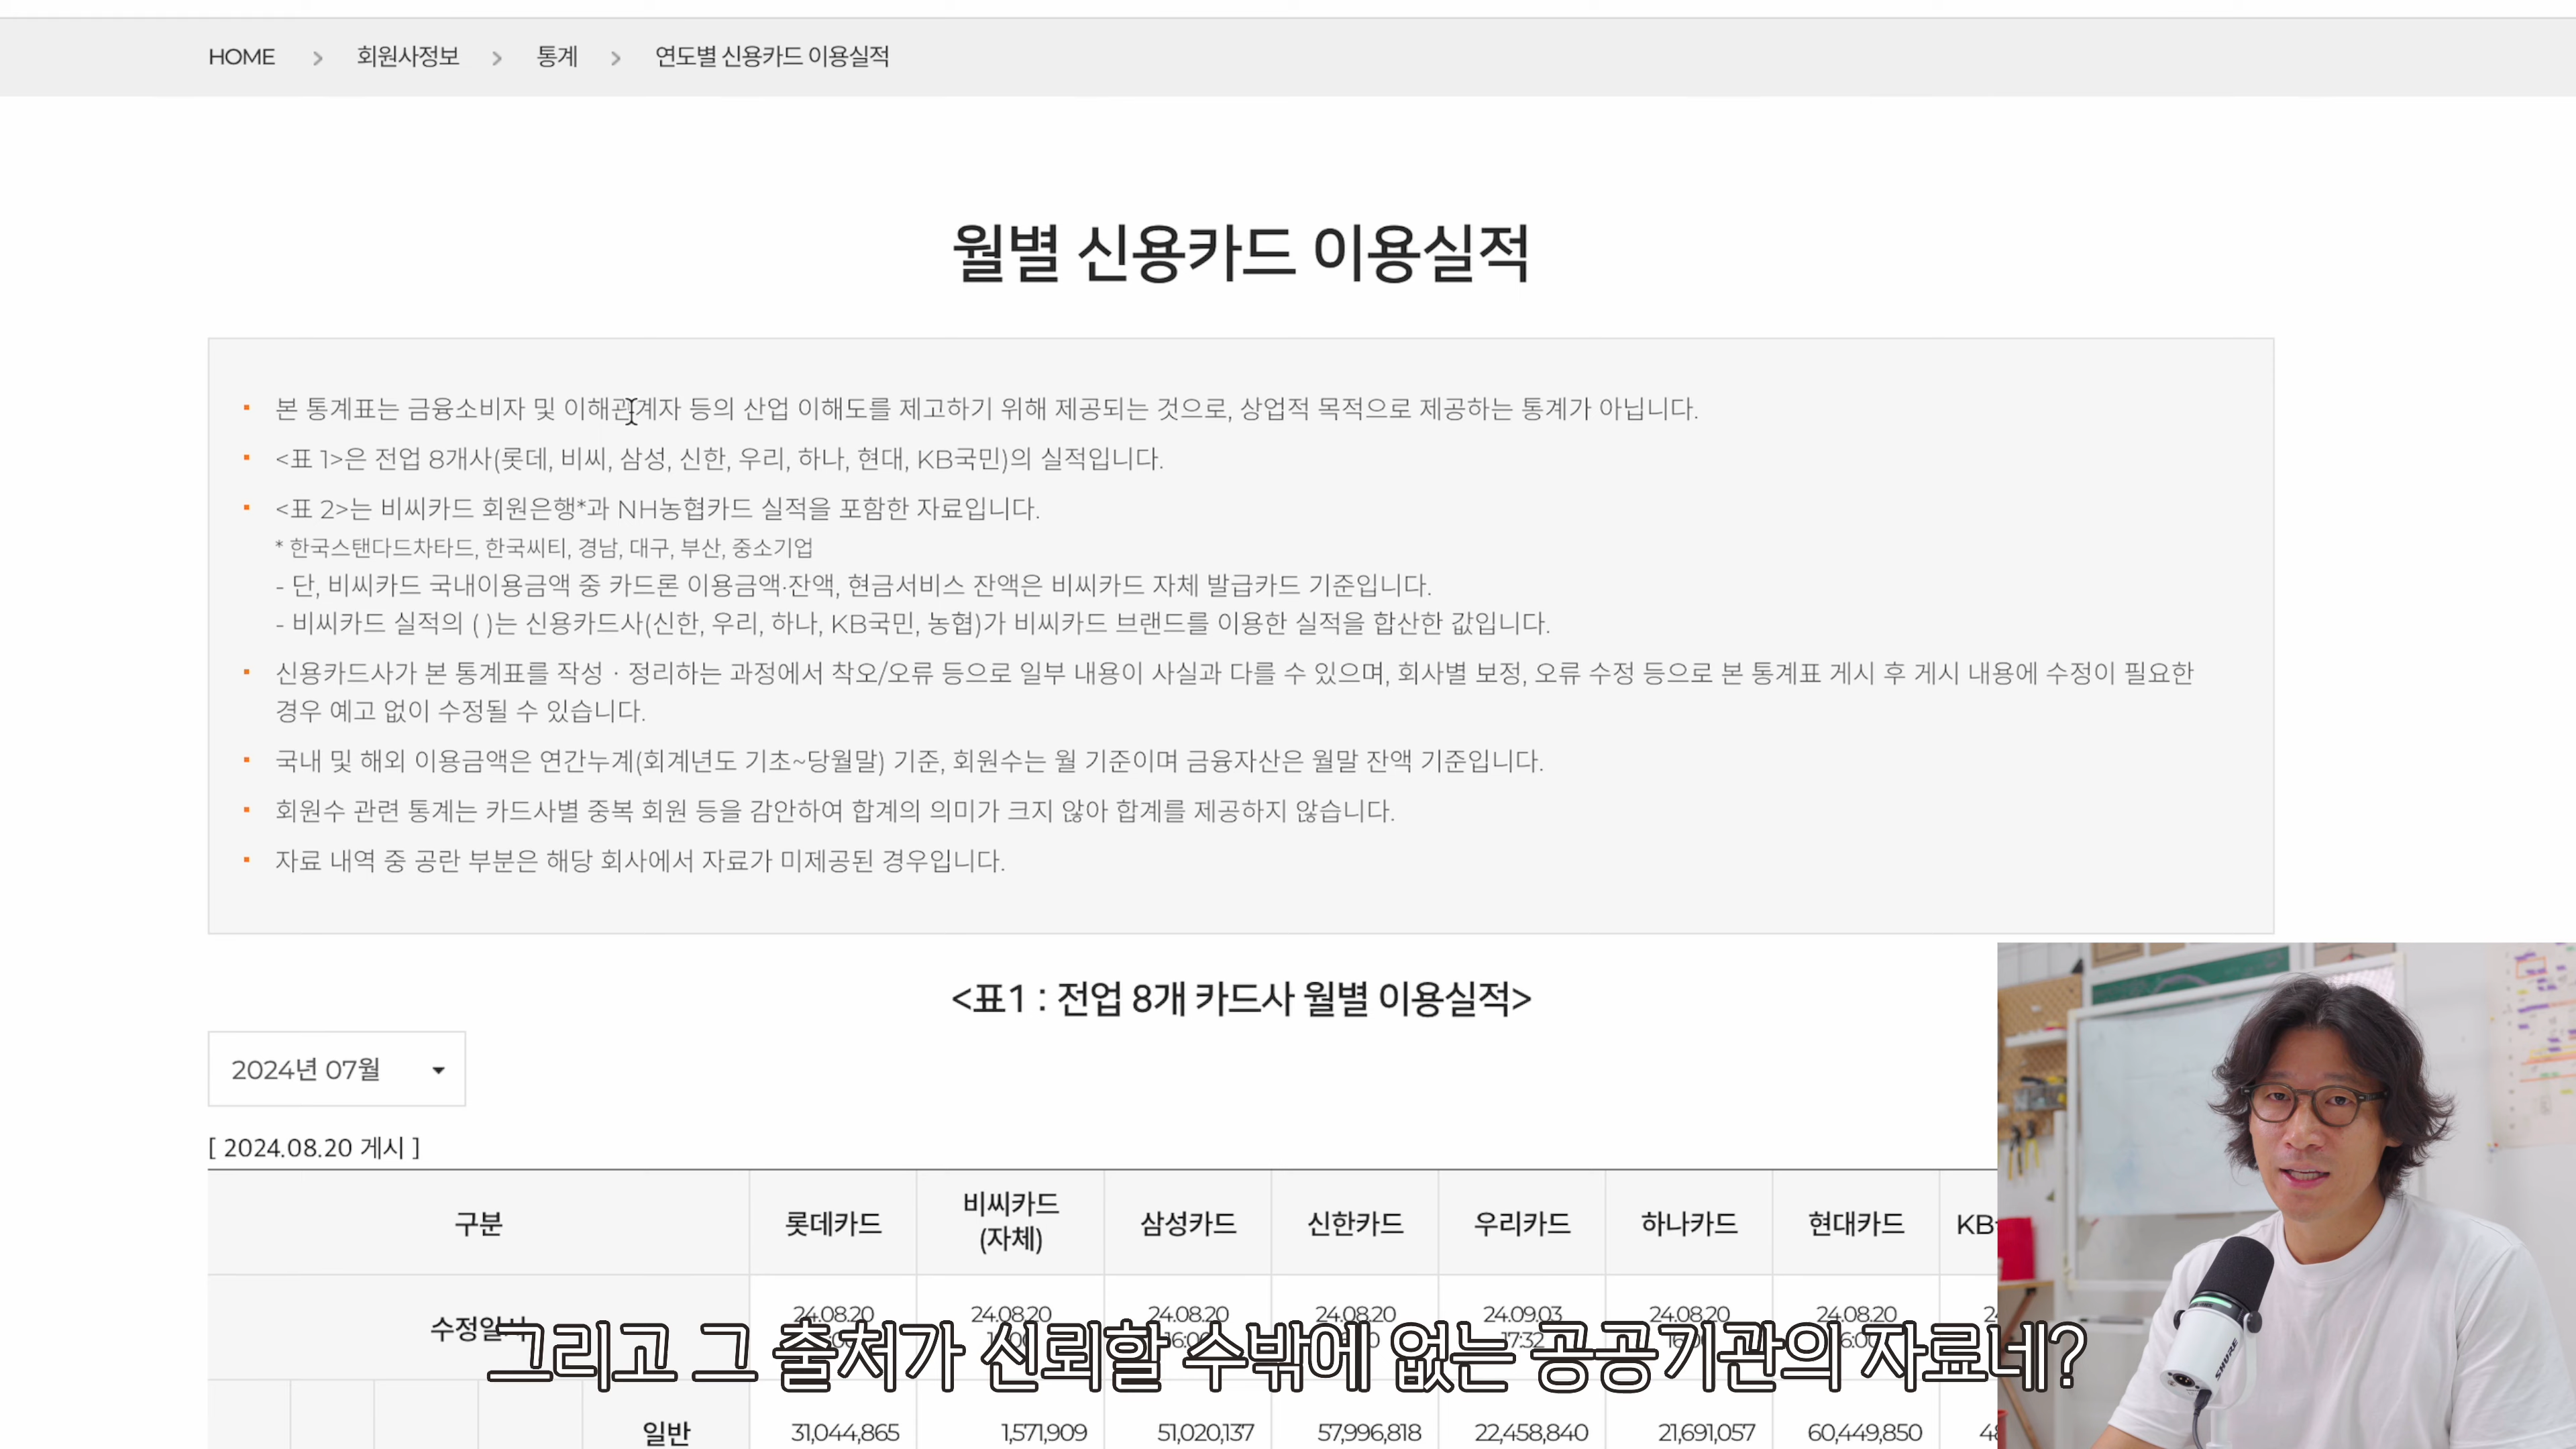 HOME > 회원사정보 > 통계 > 연도별 신용카드 이용실적
월별 신용카드 이용실적
▪ 본 통계표는 금융소비자 및 이해관계자 등의 산업 이해도를 제고하기 위해 제공되는 것으로, 상업적 목적으로 제공하는 통계가 아닙니다.
▪ <표 1>은 전업 8개사(롯데, 비씨, 삼성, 신한, 우리, 하나, 현대, KB국민)의 실적입니다.
▪ <표 2>는 비씨카드 회원은행*과 NH농협카드 실적을 포함한 자료입니다.
* 한국스탠다드차타드, 한국씨티, 경남, 대구, 부산, 중소기업
- 단, 비씨카드 국내이용금액 중 카드론 이용금액·잔액, 현금서비스 잔액은 비씨카드 자체 발급카드 기준입니다.
- 비씨카드 실적의 ( )는 신용카드사(신한, 우리, 하나, KB국민, 농협)가 비씨카드 브랜드를 이용한 실적을 합산한 값입니다.
▪ 신용카드사가 본 통계표를 작성 · 정리하는 과정에서 착오/오류 등으로 일부 내용이 사실과 다를 수 있으며, 회사별 보정, 오류 수정 등으로 본 통계표 게시 후 게시 내용에 수정이 필요한
경우 예고 없이 수정될 수 있습니다.
▪ 국내 및 해외 이용금액은 연간누계(회계년도 기초~당월말) 기준, 회원수는 월 기준이며 금융자산은 월말 잔액 기준입니다.
▪ 회원수 관련 통계는 카드사별 중복 회원 등을 감안하여 합계의 의미가 크지 않아 합계를 제공하지 않습니다.
▪ 자료 내역 중 공란 부분은 해당 회사에서 자료가 미제공된 경우입니다.
<표1 : 전업 8개 카드사 월별 이용실적>
2024년 07월
[ 2024.08.20 게시 ]
구분 롯데카드 비씨카드 (자체) 삼성카드 신한카드 우리카드 하나카드 현대카드 KB
24.08.20 24.08.20 24.08.20 24.08.20 24.09.03 24.08.20 24.08.20
17:32
그리고 그 출처가 신뢰할 수밖에 없는 공공기관의 자료네?
일반 31,044,865 1,571,909 51,020,137 57,996,818 22,458,840 21,691,057 60,449,850
SHURE